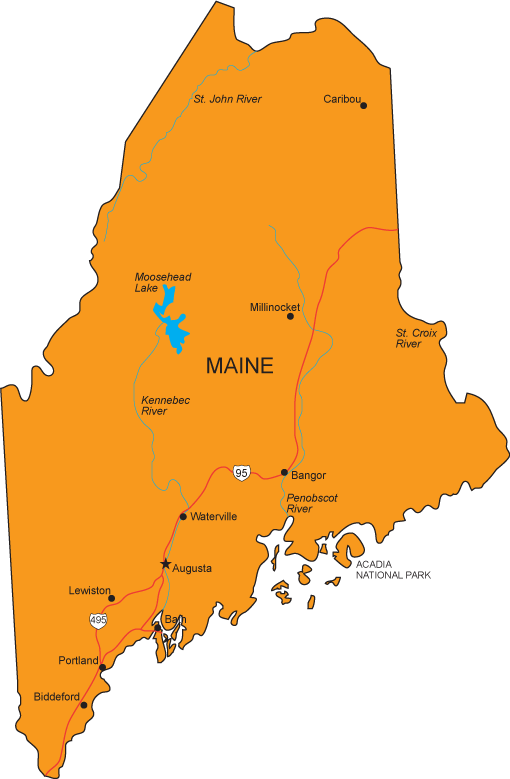 St. John River
Caribou
Moosehead
Lake
Millinocket
St. Croix
River
MAINE
Kennebec
River
95
Bangor
Penobscot
River
Waterville
ACADIA
NATIONAL PARK
Augusta
Lewiston
495
Bath
Portland
Biddeford